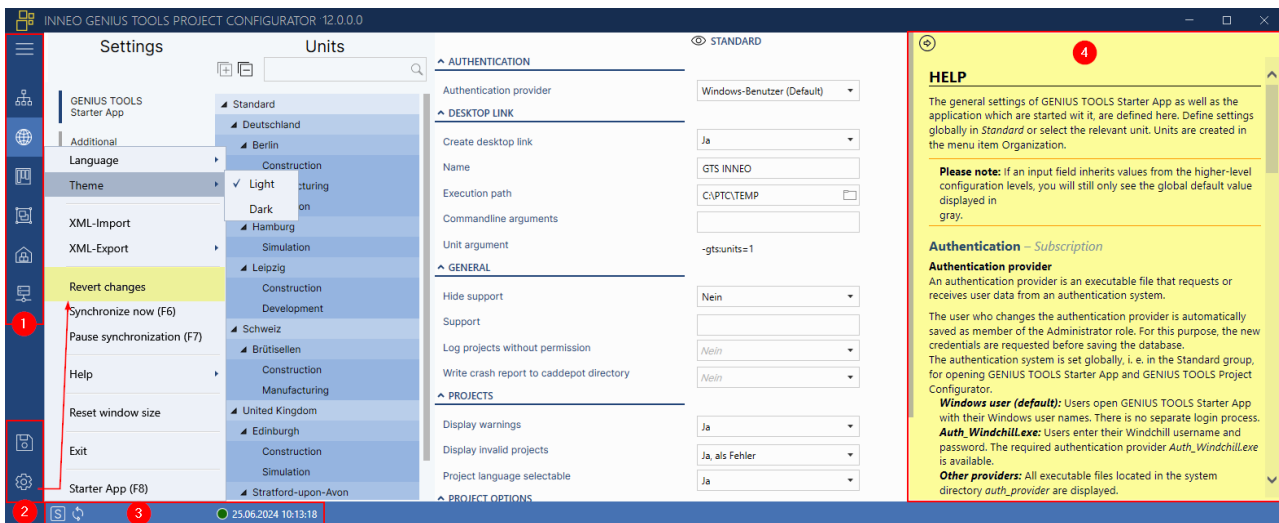 INNEO GENIUS TOOLS PROJECT CONFIGURATOR 12.0.0.0
Settings
GENIUS TOOLS
Starter App
Additional
Language
Theme
Light
Dark
XML-Import
XML-Export
Revert changes
Synchronize now (F6)
Pause synchronization (F7)
Help
Reset window size
Exit
Starter App (F8)
1
2
3
S
25.06.2024 10:13:18
Units
Standard
Deutschland
Berlin
Construction
cturing
on
Hamburg
Simulation
Leipzig
Construction
Development
Schweiz
Brütisellen
Construction
Manufacturing
United Kingdom
Edinburgh
Construction
Simulation
Stratford-upon-Avon
STANDARD
AUTHENTICATION
Authentication provider Windows-Benutzer (Default)
DESKTOP LINK
Create desktop link Ja
Name GTS INNEO
Execution path C:\PTC\TEMP
Commandline arguments
Unit argument -gts:units=1
GENERAL
Hide support Nein
Support
Log projects without permission Nein
Write crash report to caddepot directory Nein
PROJECTS
Display warnings Ja
Display invalid projects Ja, als Fehler
Project language selectable Ja
PROJECT OPTIONS
4
HELP
The general settings of GENIUS TOOLS Starter App as well as the
application which are started wit it, are defined here. Define settings
globally in Standard or select the relevant unit. Units are created in
the menu item Organization.
Please note: If an input field inherits values from the higher-level
configuration levels, you will still only see the global default value
displayed in
gray.
Authentication – Subscription
Authentication provider
An authentication provider is an executable file that requests or
receives user data from an authentication system.
The user who changes the authentication provider is automatically
saved as member of the Administrator role. For this purpose, the new
credentials are requested before saving the database.
The authentication system is set globally, i. e. in the Standard group,
for opening GENIUS TOOLS Starter App and GENIUS TOOLS Project
Configurator.
Windows user (default): Users open GENIUS TOOLS Starter App
with their Windows user names. There is no separate login process.
Auth_Windchill.exe: Users enter their Windchill username and
password. The required authentication provider Auth_Windchill.exe
is available.
Other providers: All executable files located in the system
directory auth_provider are displayed.